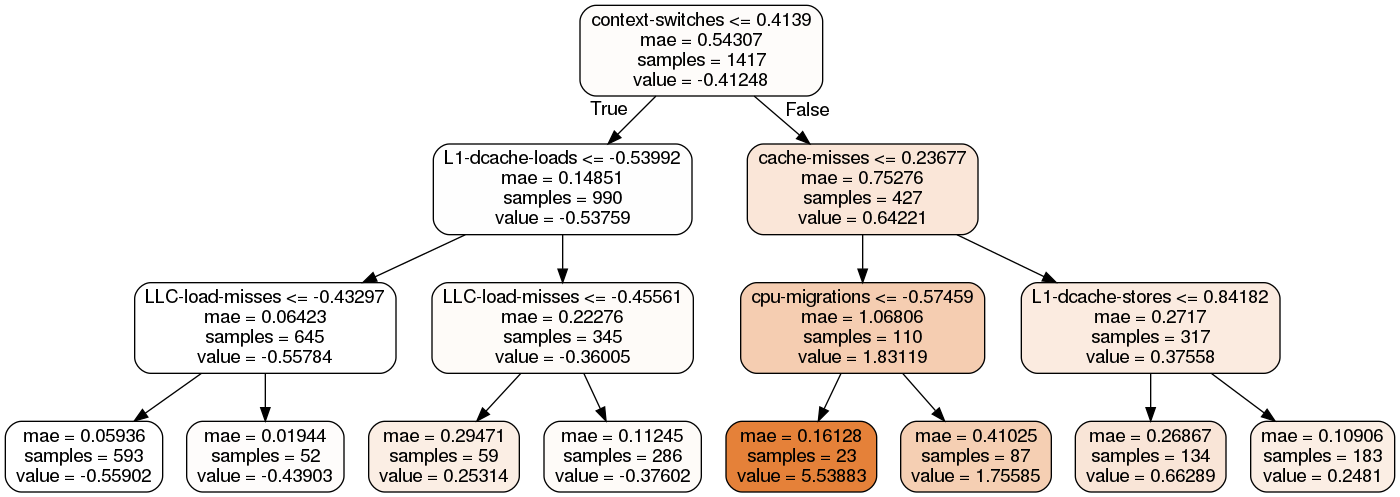 context-switches <= 0.4139
mae = 0.54307
samples = 1417
value = -0.41248
True
False
L1-dcache-loads <= -0.53992
mae = 0.14851
samples = 990
value = -0.53759
cache-misses <= 0.23677
mae = 0.75276
samples = 427
value = 0.64221
LLC-load-misses <= -0.43297
mae = 0.06423
samples = 645
value = -0.55784
LLC-load-misses <= -0.45561
mae = 0.22276
samples = 345
value = -0.36005
cpu-migrations <= -0.57459
mae = 1.06806
samples = 110
value = 1.83119
L1-dcache-stores <= 0.84182
mae = 0.2717
samples = 317
value = 0.37558
mae = 0.05936
samples = 593
value = -0.55902
mae = 0.01944
samples = 52
value = -0.43903
mae = 0.29471
samples = 59
value = 0.25314
mae = 0.11245
samples = 286
value = -0.37602
mae = 0.16128
samples = 23
value = 5.53883
mae = 0.41025
samples = 87
value = 1.75585
mae = 0.26867
samples = 134
value = 0.66289
mae = 0.10906
samples = 183
value = 0.2481